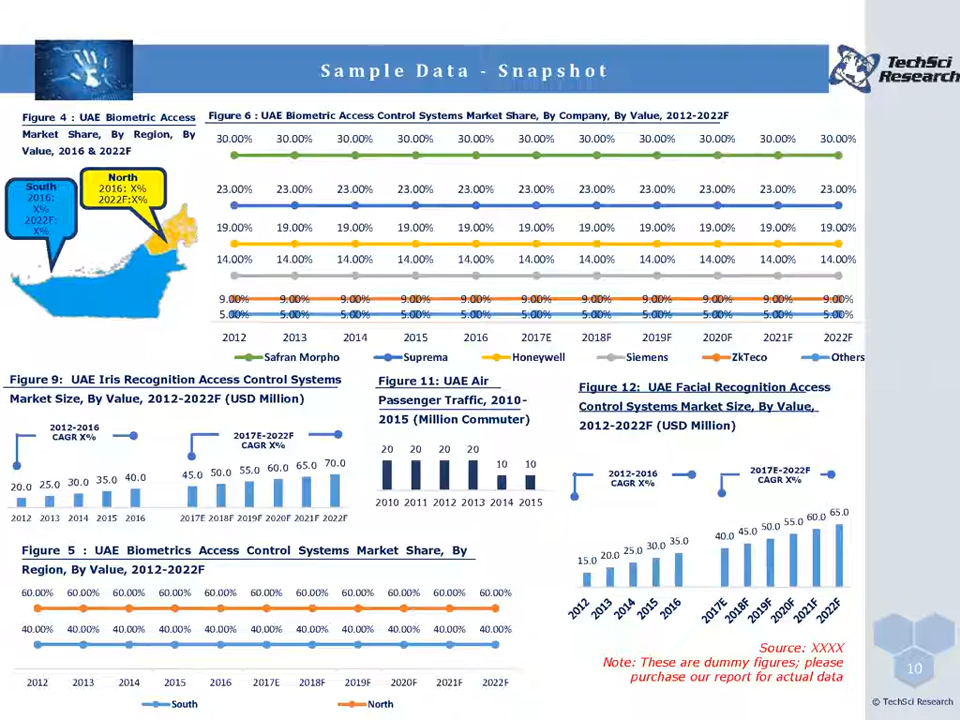 Sample Data - Snapshot
TechSci
Research
Figure 4 : UAE Biometric Access
Market Share, By Region, By
Value, 2016 & 2022F
South
2016:
X%
2022F:
X%
North
2016: X%
2022F:X%
Figure 6 : UAE Biometric Access Control Systems Market Share, By Company, By Value, 2012-2022F
30.00% 30.00% 30.00% 30.00% 30.00% 30.00% 30.00% 30.00% 30.00% 30.00% 30.00%
23.00% 23.00% 23.00% 23.00% 23.00% 23.00% 23.00% 23.00% 23.00% 23.00% 23.00%
19.00% 19.00% 19.00% 19.00% 19.00% 19.00% 19.00% 19.00% 19.00% 19.00% 19.00%
14.00% 14.00% 14.00% 14.00% 14.00% 14.00% 14.00% 14.00% 14.00% 14.00% 14.00%
9.00% 9.00% 9.00% 9.00% 9.00% 9.00% 9.00% 9.00% 9.00% 9.00% 9.00%
5.00% 5.00% 5.00% 5.00% 5.00% 5.00% 5.00% 5.00% 5.00% 5.00% 5.00%
2012 2013 2014 2015 2016 2017E 2018F 2019F 2020F 2021F 2022F
Safran Morpho Suprema Honeywell Siemens ZkTeco Others
Figure 9: UAE Iris Recognition Access Control Systems
Market Size, By Value, 2012-2022F (USD Million)
2012-2016
CAGR X%
2017E-2022F
CAGR X%
20.0 25.0 30.0 35.0 40.0 45.0 50.0 55.0 60.0 65.0 70.0
2012 2013 2014 2015 2016 2017E 2018F 2019F 2020F 2021F 2022F
Figure 11: UAE Air
Passenger Traffic, 2010-
2015 (Million Commuter)
20 20 20 20 10 10
2010 2011 2012 2013 2014 2015
Figure 12: UAE Facial Recognition Access
Control Systems Market Size, By Value,
2012-2022F (USD Million)
2012-2016
CAGR X%
2017E-2022F
CAGR X%
15.0 20.0 25.0 30.0 35.0 40.0 45.0 50.0 55.0 60.0 65.0
2012 2013 2014 2015 2016 2017E 2018F 2019F 2020F 2021F 2022F
Figure 5 : UAE Biometrics Access Control Systems Market Share, By
Region, By Value, 2012-2022F
60.00% 60.00% 60.00% 60.00% 60.00% 60.00% 60.00% 60.00% 60.00% 60.00% 60.00%
40.00% 40.00% 40.00% 40.00% 40.00% 40.00% 40.00% 40.00% 40.00% 40.00% 40.00%
2012 2013 2014 2015 2016 2017E 2018F 2019F 2020F 2021F 2022F
South North
Source: XXXX
Note: These are dummy figures; please
purchase our report for actual data
10
© TechSci Research